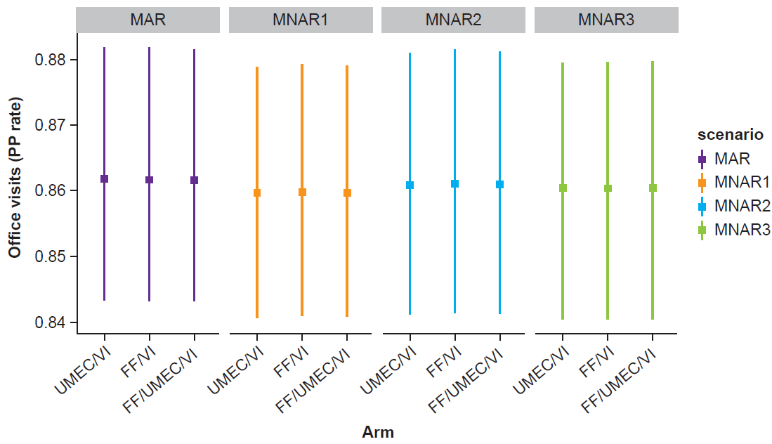 MAR MNAR1 MNAR2 MNAR3
Office visits (PP rate)
0.88
0.87
0.86
0.85
0.84
UMEC/VI FF/VI FF/UMEC/VI UMEC/VI FF/VI FF/UMEC/VI UMEC/VI FF/VI FF/UMEC/VI UMEC/VI FF/VI FF/UMEC/VI
Arm
scenario
MAR
MNAR1
MNAR2
MNAR3